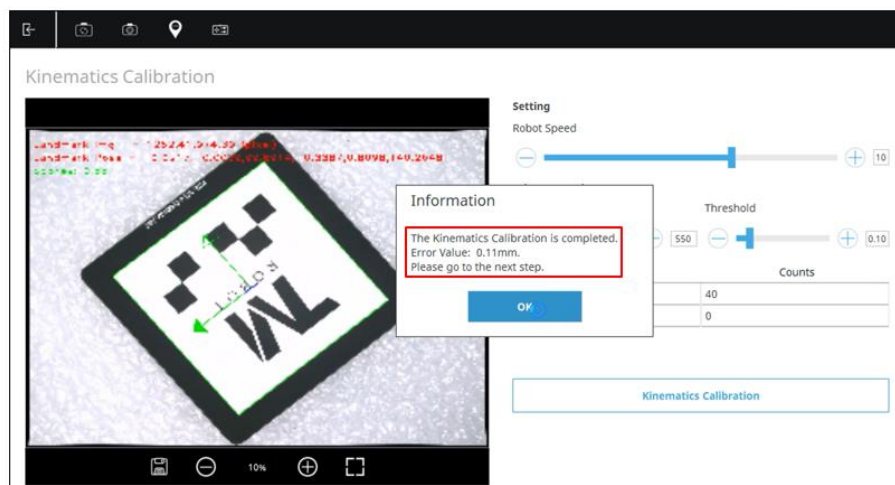 Kinematics Calibration
Setting
Robot Speed
10
Information
The Kinematics Calibration is completed.
Error Value: 0.11mm.
Please go to the next step.
OK
Threshold
550
0.10
Counts
40
0
Kinematics Calibration
ROBOT
10%